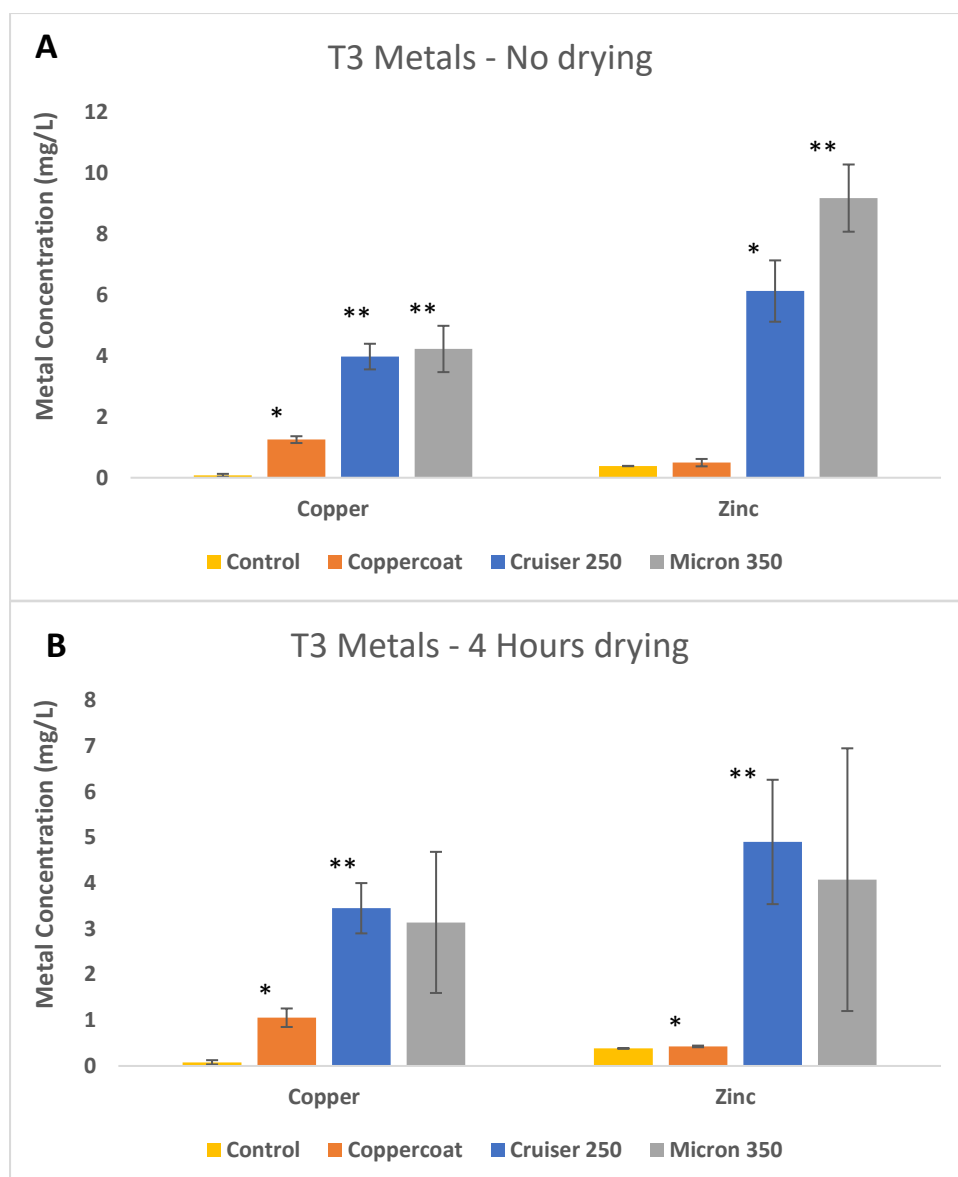 A
T3 Metals - No drying
Metal Concentration (mg/L)
12
10
8
6
4
2
0
*
**
**
*
**
Copper
Zinc
Control
Coppercoat
Cruiser 250
Micron 350
B
T3 Metals - 4 Hours drying
Metal Concentration (mg/L)
8
7
6
5
4
3
2
1
0
*
**
*
**
Copper
Zinc
Control
Coppercoat
Cruiser 250
Micron 350